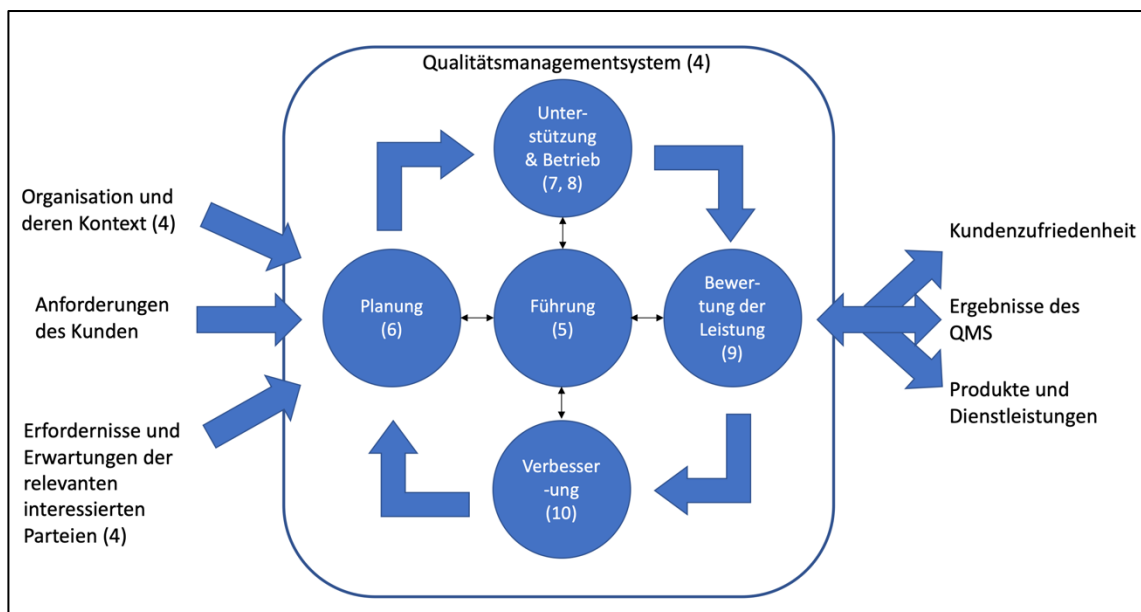 Qualitätsmanagementsystem (4)
Unter-
stützung
& Betrieb
(7, 8)
Organisation und
deren Kontext (4)
Anforderungen
des Kunden
Erfordernisse und
Erwartungen der
relevanten
interessierten
Parteien (4)
Planung
(6)
Führung
(5)
Bewer-
tung der
Leistung
(9)
Verbesser
-ung
(10)
Kundenzufriedenheit
Ergebnisse des
QMS
Produkte und
Dienstleistungen